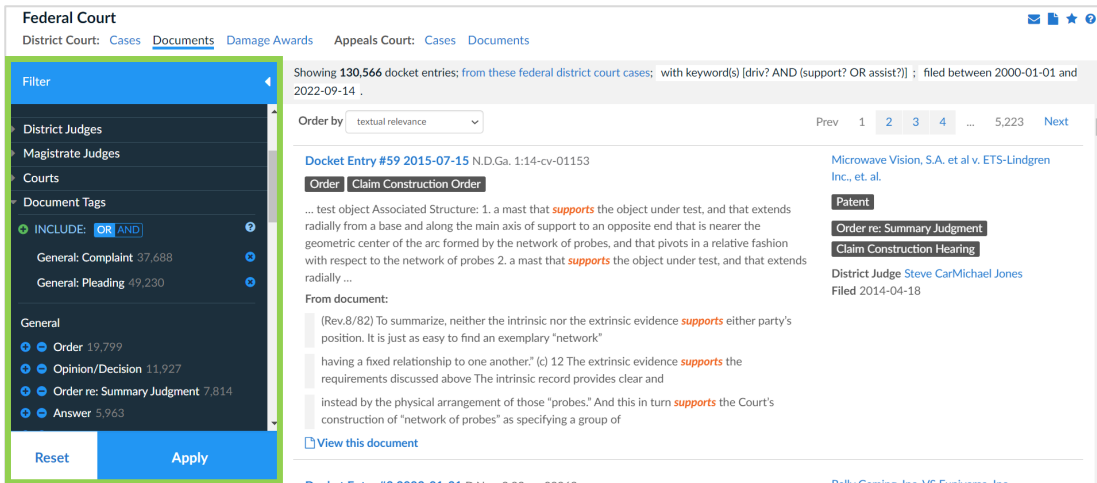 Federal Court
District Court: Cases Documents Damage Awards Appeals Court: Cases Documents
Filter
District Judges
Magistrate Judges
Courts
Document Tags
INCLUDE: OR AND
General: Complaint 37,688
General: Pleading 49,230
General
Order 19,799
Opinion/Decision 11,927
Order re: Summary Judgment 7,814
Answer 5,963
Reset Apply
Showing 130,566 docket entries; from these federal district court cases; with keyword(s) [driv? AND (support? OR assist?)] ; filed between 2000-01-01 and
2022-09-14 .
Order by textual relevance
Prev 1 2 3 4 ... 5,223 Next
Docket Entry #59 2015-07-15 N.D.Ga. 1:14-cv-01153
Order Claim Construction Order
... test object Associated Structure: 1. a mast that supports the object under test, and that extends
radially from a base and along the main axis of support to an opposite end that is nearer the
geometric center of the arc formed by the network of probes, and that pivots in a relative fashion
with respect to the network of probes 2. a mast that supports the object under test, and that extends
radially ...
From document:
(Rev.8/82) To summarize, neither the intrinsic nor the extrinsic evidence supports either party's
position. It is just as easy to find an exemplary "network"
having a fixed relationship to one another." (c) 12 The extrinsic evidence supports the
requirements discussed above The intrinsic record provides clear and
instead by the physical arrangement of those "probes." And this in turn supports the Court's
construction of "network of probes" as specifying a group of
View this document
Microwave Vision, S.A. et al v. ETS-Lindgren
Inc., et. al.
Patent
Order re: Summary Judgment
Claim Construction Hearing
District Judge Steve CarMichael Jones
Filed 2014-04-18